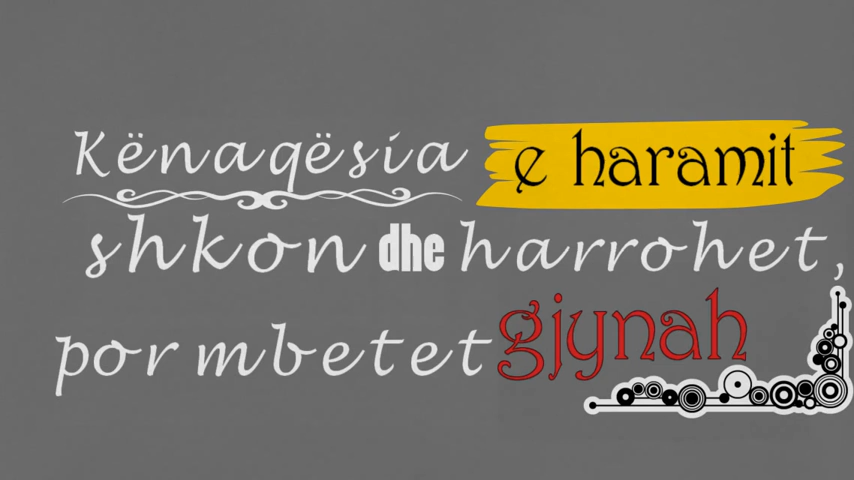 Kënaqësia e haramit
shkon dhe harrohet,
por mbetet gjynah